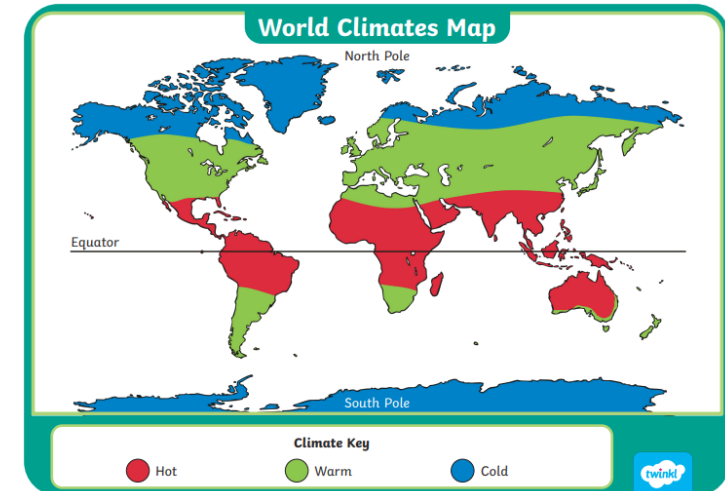 World Climates Map
North Pole
Equator
South Pole
Climate Key
Hot
Warm
Cold
twinkl